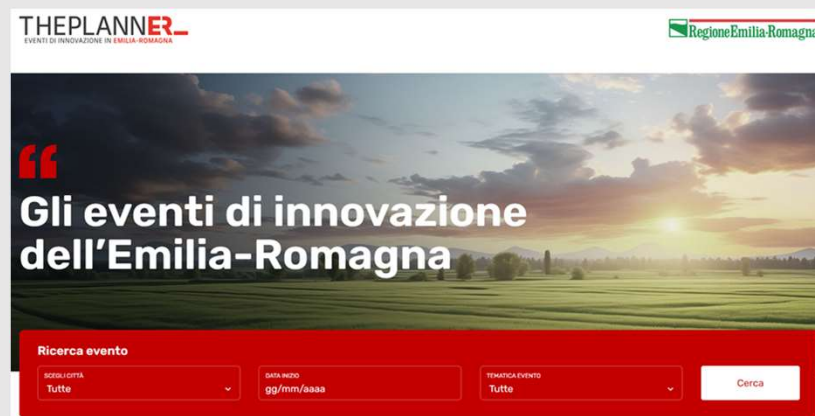 THEPLANNER_
EVENTI DI INNOVAZIONE IN EMILIA-ROMAGNA
RegioneEmilia-Romagna
Gli eventi di innovazione
dell’Emilia-Romagna
Ricerca evento
SCEGLI CITTÀ
Tutte
DATA INIZIO
gg/mm/aaaa
TEMATICA EVENTO
Tutte
Cerca